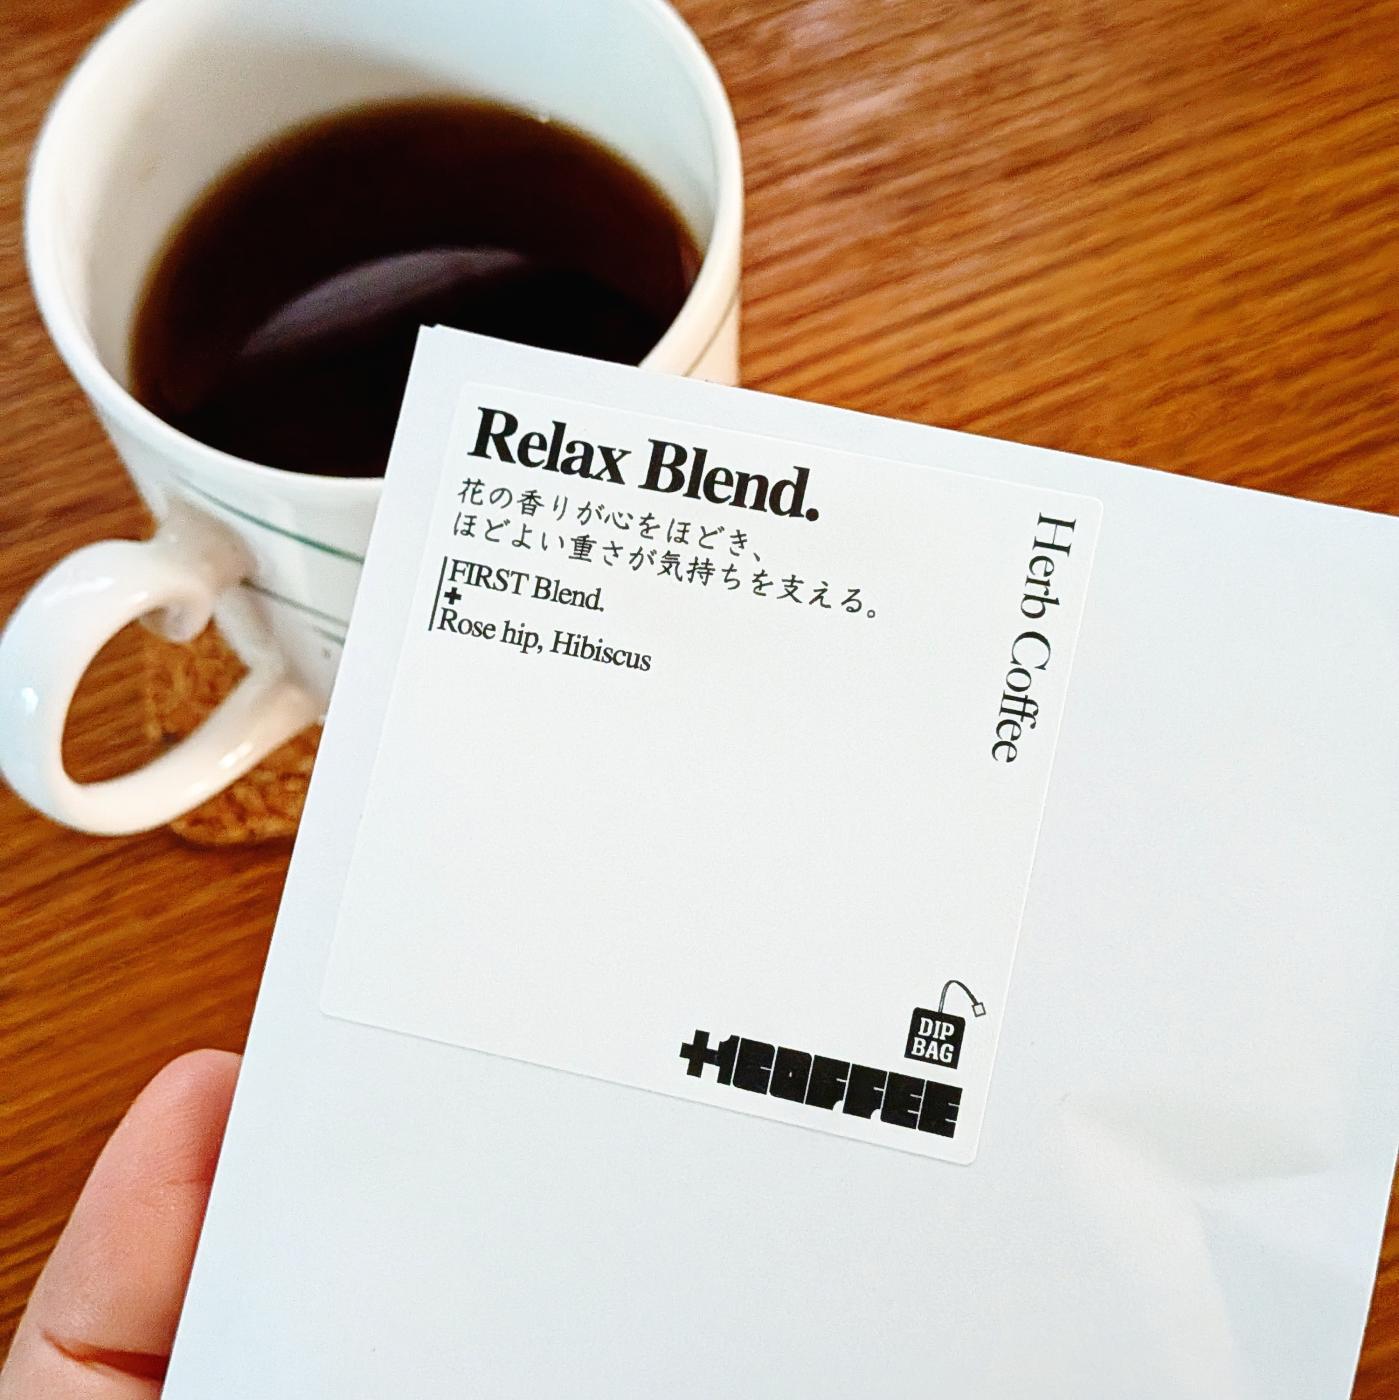 Relax Blend.
花の香りが心をほどき、
ほどよい重さが気持ちを支える。
FIRST Blend.
+
Rose hip, Hibiscus
Herb Coffee
DIP
BAG
+1COFFEE